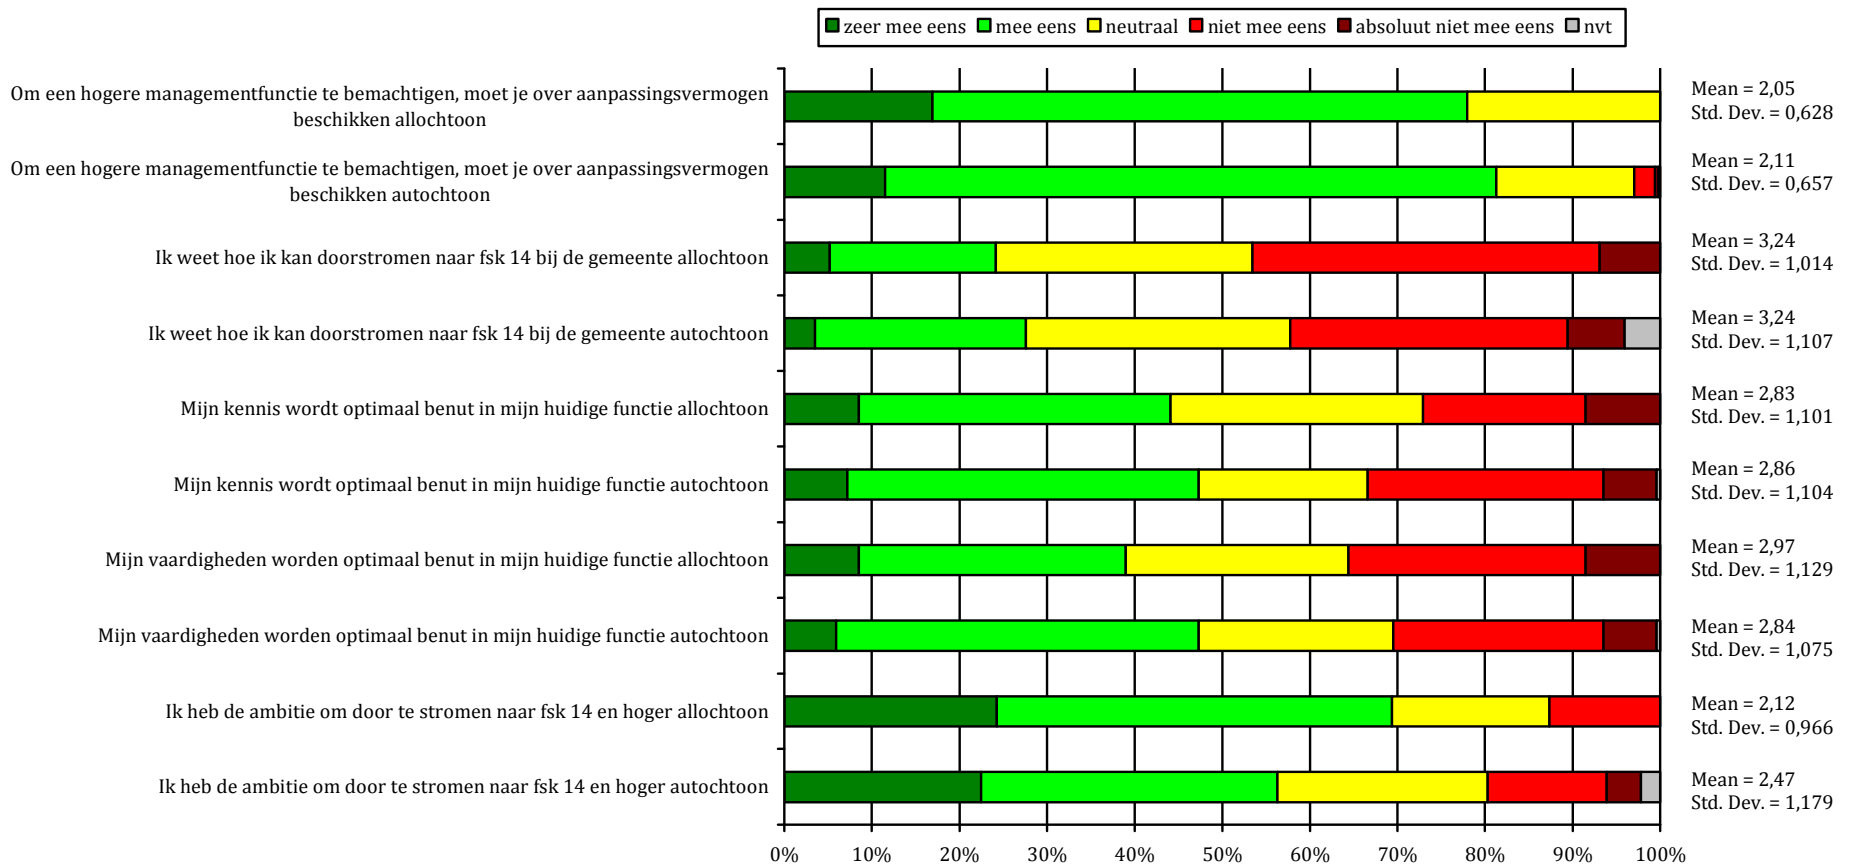 zeer mee eens mee eens neutraal niet mee eens absoluut niet mee eens nvt
Om een hogere managementfunctie te bemachtigen, moet je over aanpassingsvermogen
beschikken allochtoon
Mean = 2,05
Std. Dev. = 0,628
Om een hogere managementfunctie te bemachtigen, moet je over aanpassingsvermogen
beschikken autochtoon
Mean = 2,11
Std. Dev. = 0,657
Ik weet hoe ik kan doorstromen naar fsk 14 bij de gemeente allochtoon
Mean = 3,24
Std. Dev. = 1,014
Ik weet hoe ik kan doorstromen naar fsk 14 bij de gemeente autochtoon
Mean = 3,24
Std. Dev. = 1,107
Mijn kennis wordt optimaal benut in mijn huidige functie allochtoon
Mean = 2,83
Std. Dev. = 1,101
Mijn kennis wordt optimaal benut in mijn huidige functie autochtoon
Mean = 2,86
Std. Dev. = 1,104
Mijn vaardigheden worden optimaal benut in mijn huidige functie allochtoon
Mean = 2,97
Std. Dev. = 1,129
Mijn vaardigheden worden optimaal benut in mijn huidige functie autochtoon
Mean = 2,84
Std. Dev. = 1,075
Ik heb de ambitie om door te stromen naar fsk 14 en hoger allochtoon
Mean = 2,12
Std. Dev. = 0,966
Ik heb de ambitie om door te stromen naar fsk 14 en hoger autochtoon
Mean = 2,47
Std. Dev. = 1,179
0% 10% 20% 30% 40% 50% 60% 70% 80% 90% 100%